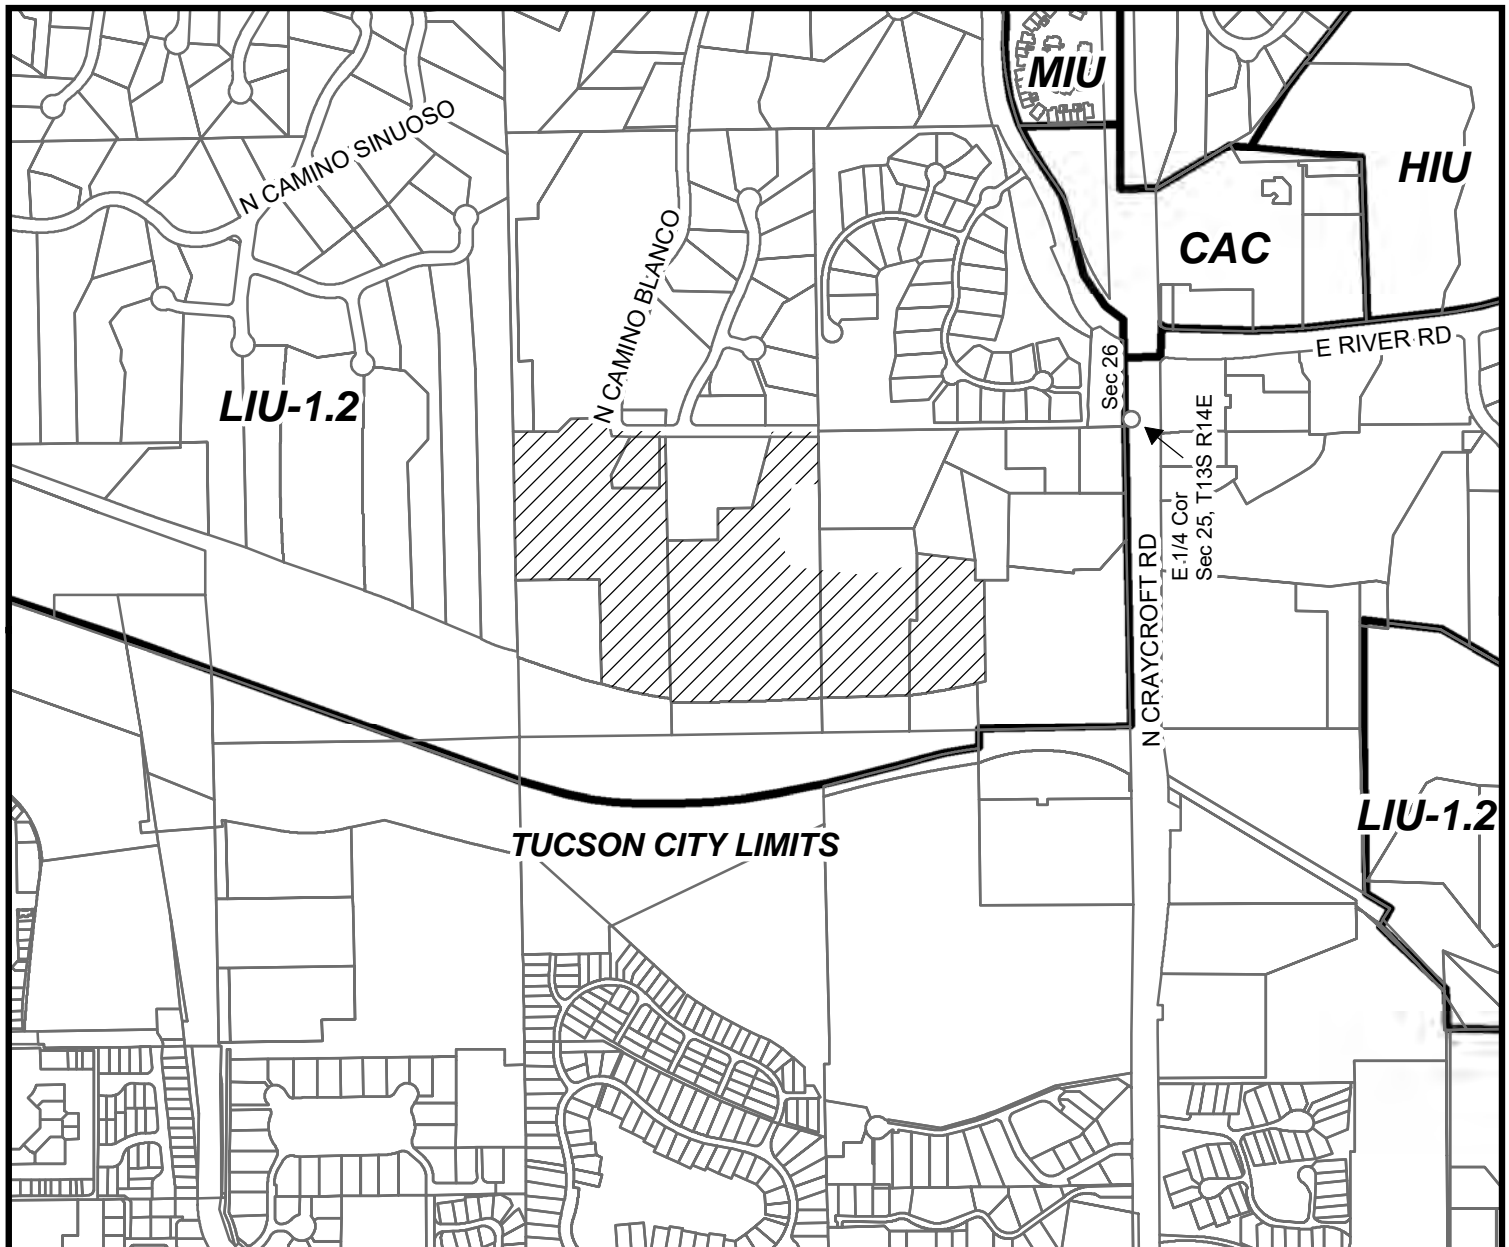 MIU
N CAMINO SINUOSO
HIU
CAC
N CAMINO BLANCO
E RIVER RD
Sec 26
LIU-1.2
E 1/4 Cor
Sec 25, T13S R14E
N CRAYCROFT RD
LIU-1.2
TUCSON CITY LIMITS